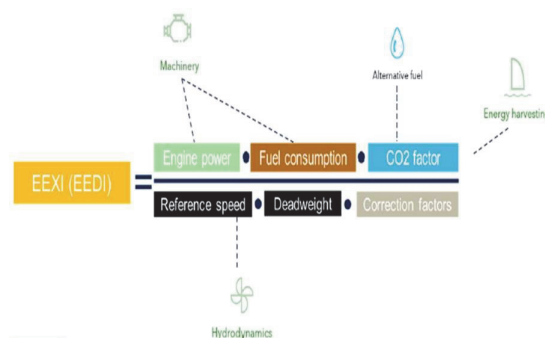 Machinery
Alternative fuel
Energy harvestin
Engine power
Fuel consumption
CO2 factor
EEXI (EEDI)
=
Reference speed
Deadweight
Correction factors
Hydrodynamics